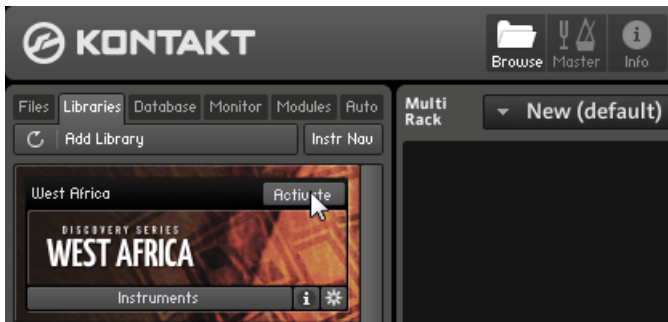 KONTAKT
Browse Master Info
Files Libraries Database Monitor Modules Auto
Add Library Instr Nav
Multi
Rack
New (default)
West Africa Activate
DISCOVERY SERIES
WEST AFRICA
Instruments i